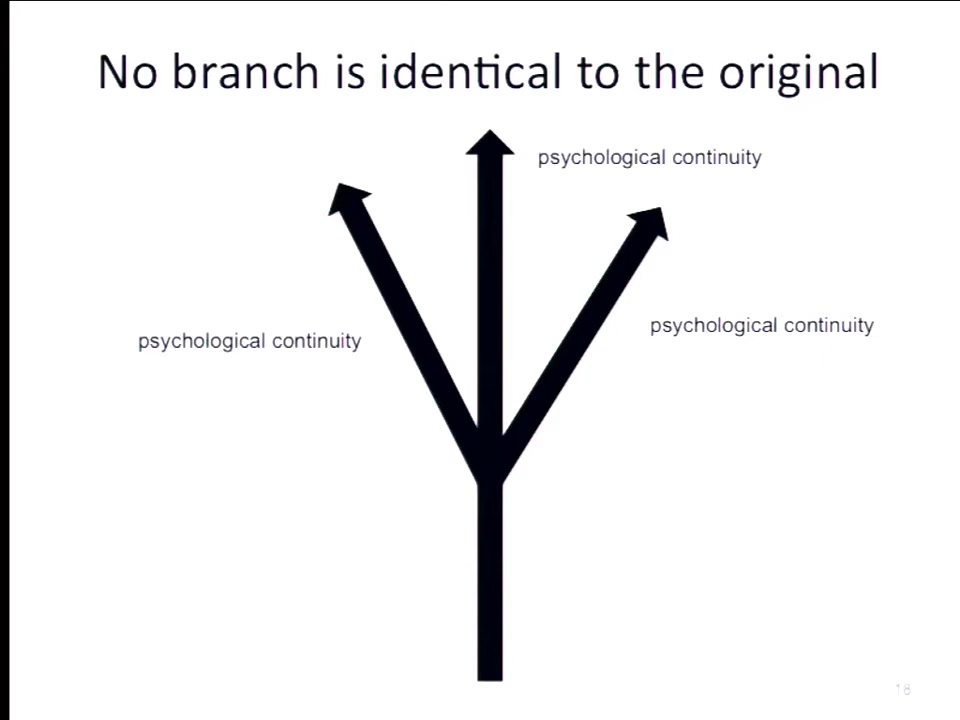 No branch is identical to the original
psychological continuity
psychological continuity
psychological continuity
18